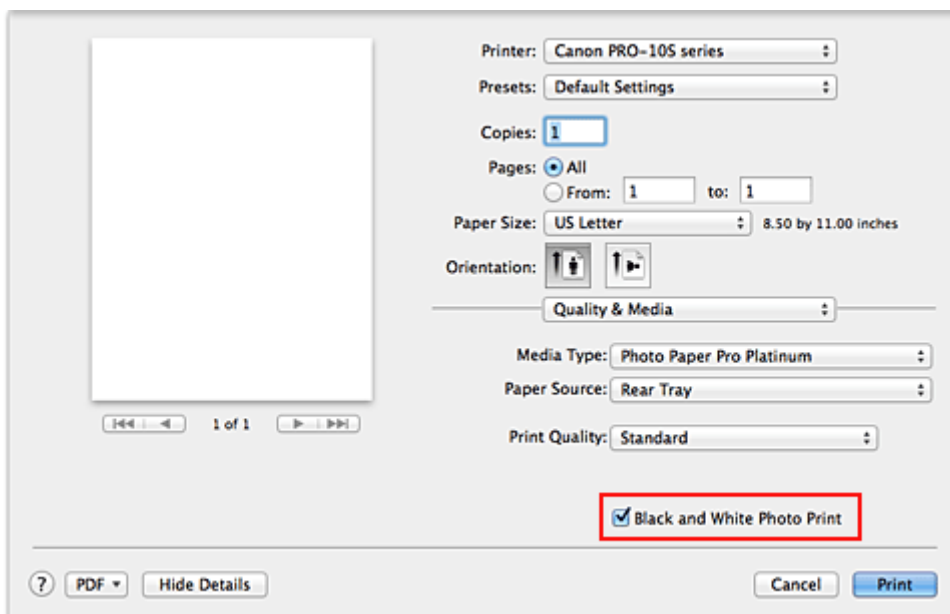 Printer: Canon PRO-10S series
Presets: Default Settings
Copies: 1
Pages: All
From: 1 to: 1
Paper Size: US Letter 8.50 by 11.00 inches
Orientation:
Quality & Media
Media Type: Photo Paper Pro Platinum
Paper Source: Rear Tray
1 of 1
Print Quality: Standard
Black and White Photo Print
? PDF Hide Details Cancel Print